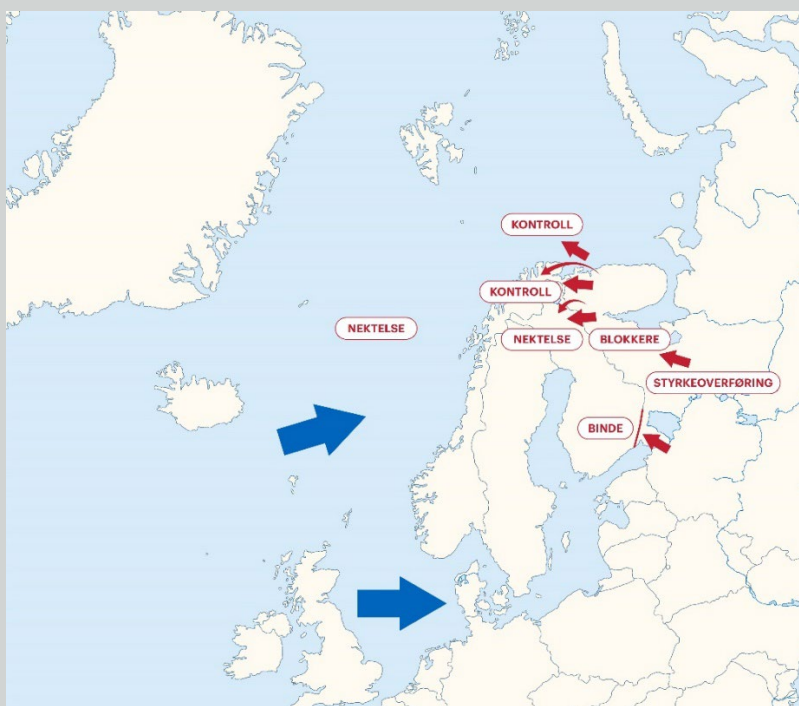 KONTROLL
KONTROLL
NEKTELSE
NEKTELSE
BLOKKERE
STYRKEOVERFØRING
BINDE